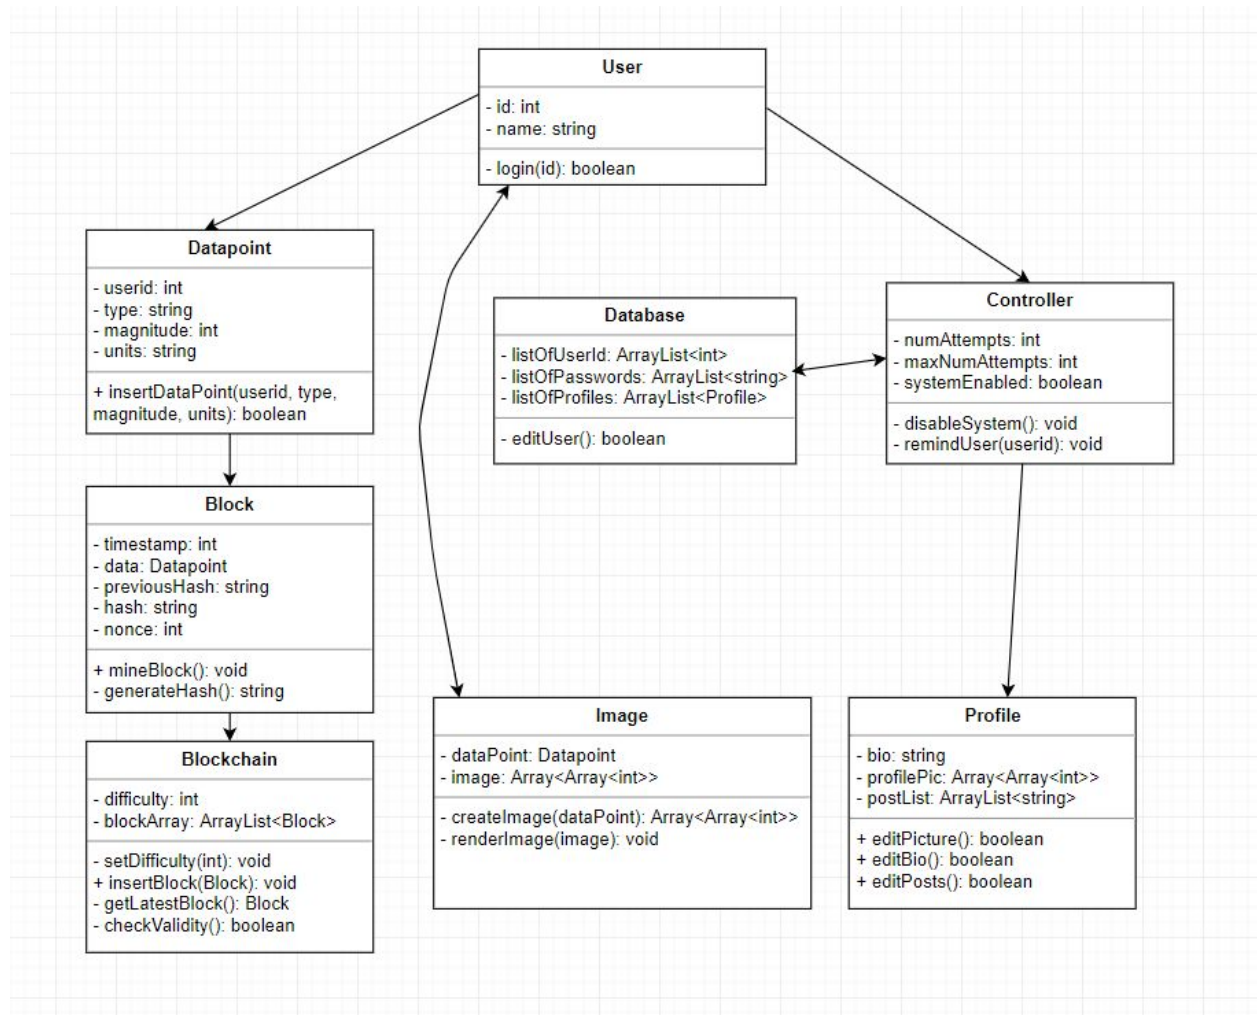 User
- id: int
- name: string
- login(id): boolean
Datapoint
- userid: int
- type: string
- magnitude: int
- units: string
+ insertDataPoint(userid, type,
magnitude, units): boolean
Database
- listOfUserId: ArrayList<int>
- listOfPasswords: ArrayList<string>
- listOfProfiles: ArrayList<Profile>
- editUser(): boolean
Controller
- numAttempts: int
- maxNumAttempts: int
- systemEnabled: boolean
- disableSystem(): void
- remindUser(userid): void
Block
- timestamp: int
- data: Datapoint
- previousHash: string
- hash: string
- nonce: int
+ mineBlock(): void
- generateHash(): string
Blockchain
- difficulty: int
- blockArray: ArrayList<Block>
- setDifficulty(int): void
+ insertBlock(Block): void
- getLatestBlock(): Block
- checkValidity(): boolean
Image
- dataPoint: Datapoint
- image: Array<Array<int>>
- createImage(dataPoint): Array<Array<int>>
- renderImage(image): void
Profile
- bio: string
- profilePic: Array<Array<int>>
- postList: ArrayList<string>
+ editPicture(): boolean
+ editBio(): boolean
+ editPosts(): boolean